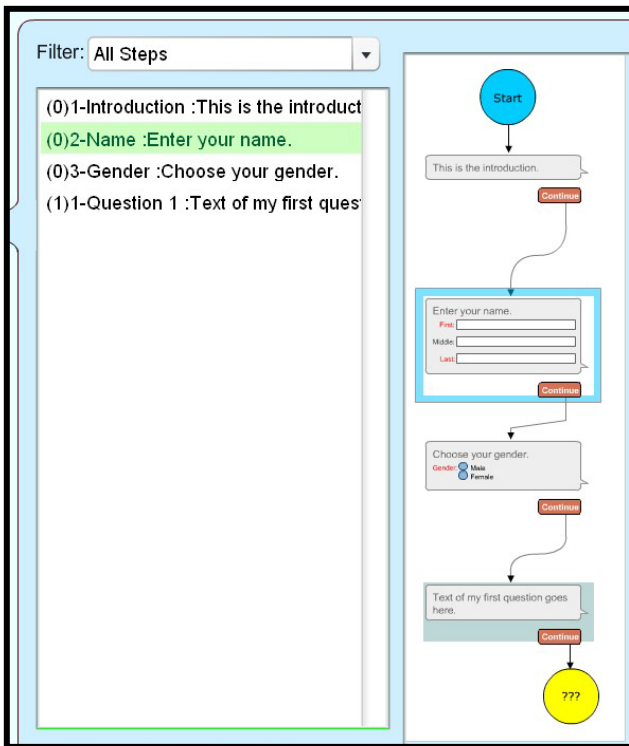 Filter: All Steps
(0)1-Introduction :This is the introduct
(0)2-Name :Enter your name.
(0)3-Gender :Choose your gender.
(1)1-Question 1 :Text of my first ques
Start
This is the introduction.
Continue
Enter your name.
First:
Middle:
Last:
Continue
Choose your gender.
Gender: Male
Female
Continue
Text of my first question goes
here.
Continue
???